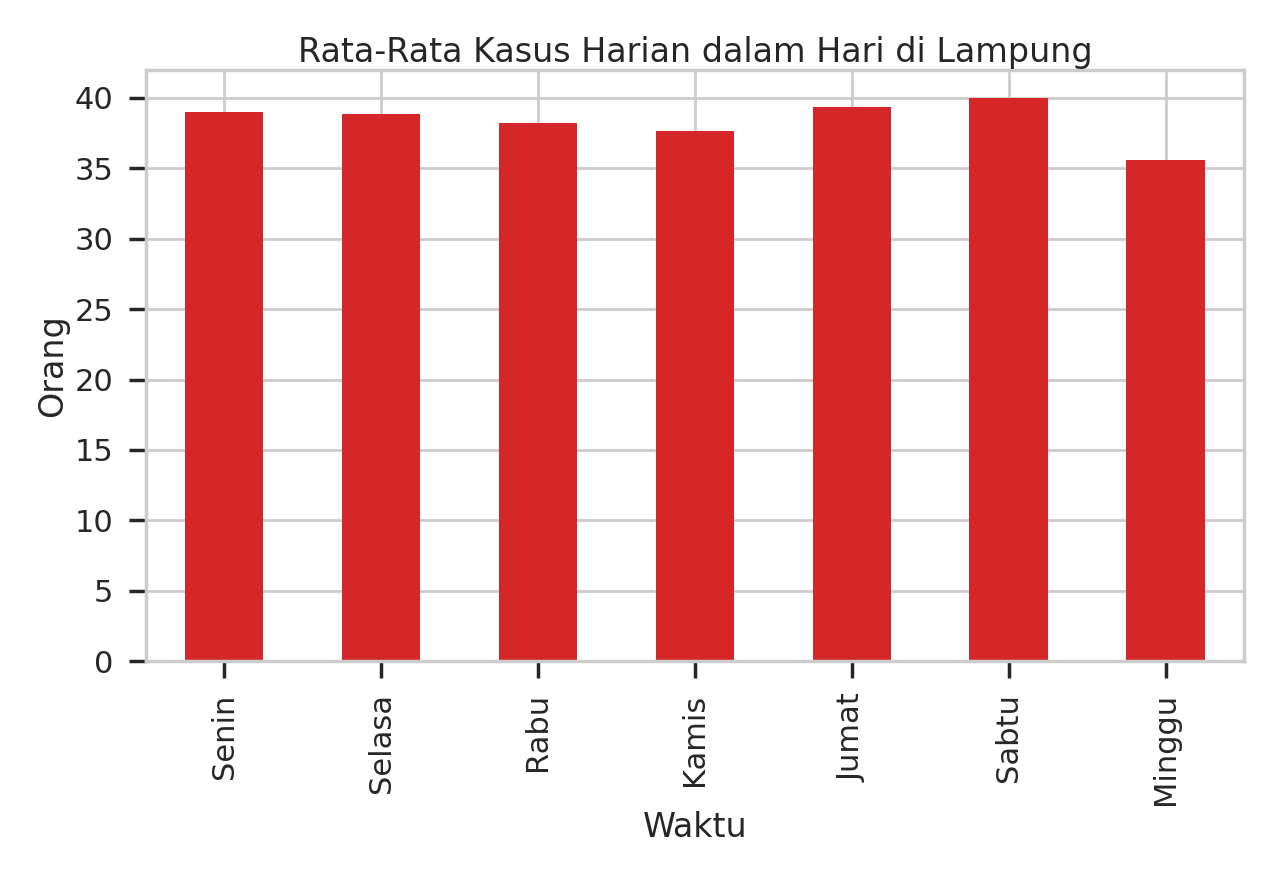 Rata-Rata Kasus Harian dalam Hari di Lampung
Orang
40
35
30
25
20
15
10
5
0
Senin
Selasa
Rabu
Kamis
Jumat
Sabtu
Minggu
Waktu